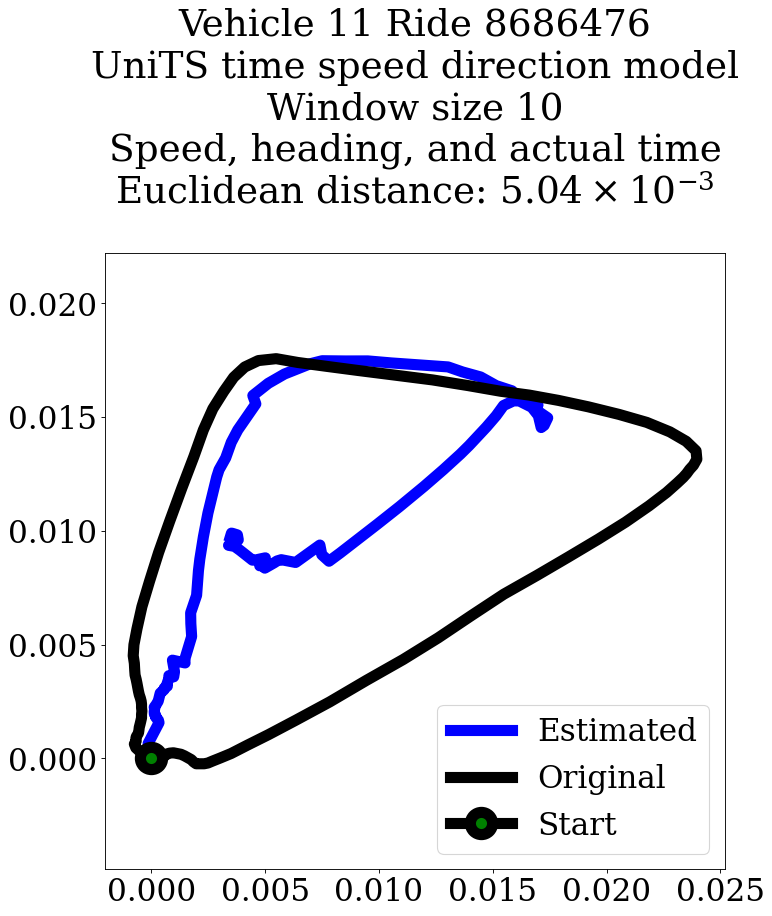 Vehicle 11 Ride 8686476
UniTS time speed direction model
Window size 10
Speed, heading, and actual time
Euclidean distance: 5.04 × 10⁻³
0.020
0.015
0.010
0.005
0.000
Estimated
Original
Start
0.000 0.005 0.010 0.015 0.020 0.025